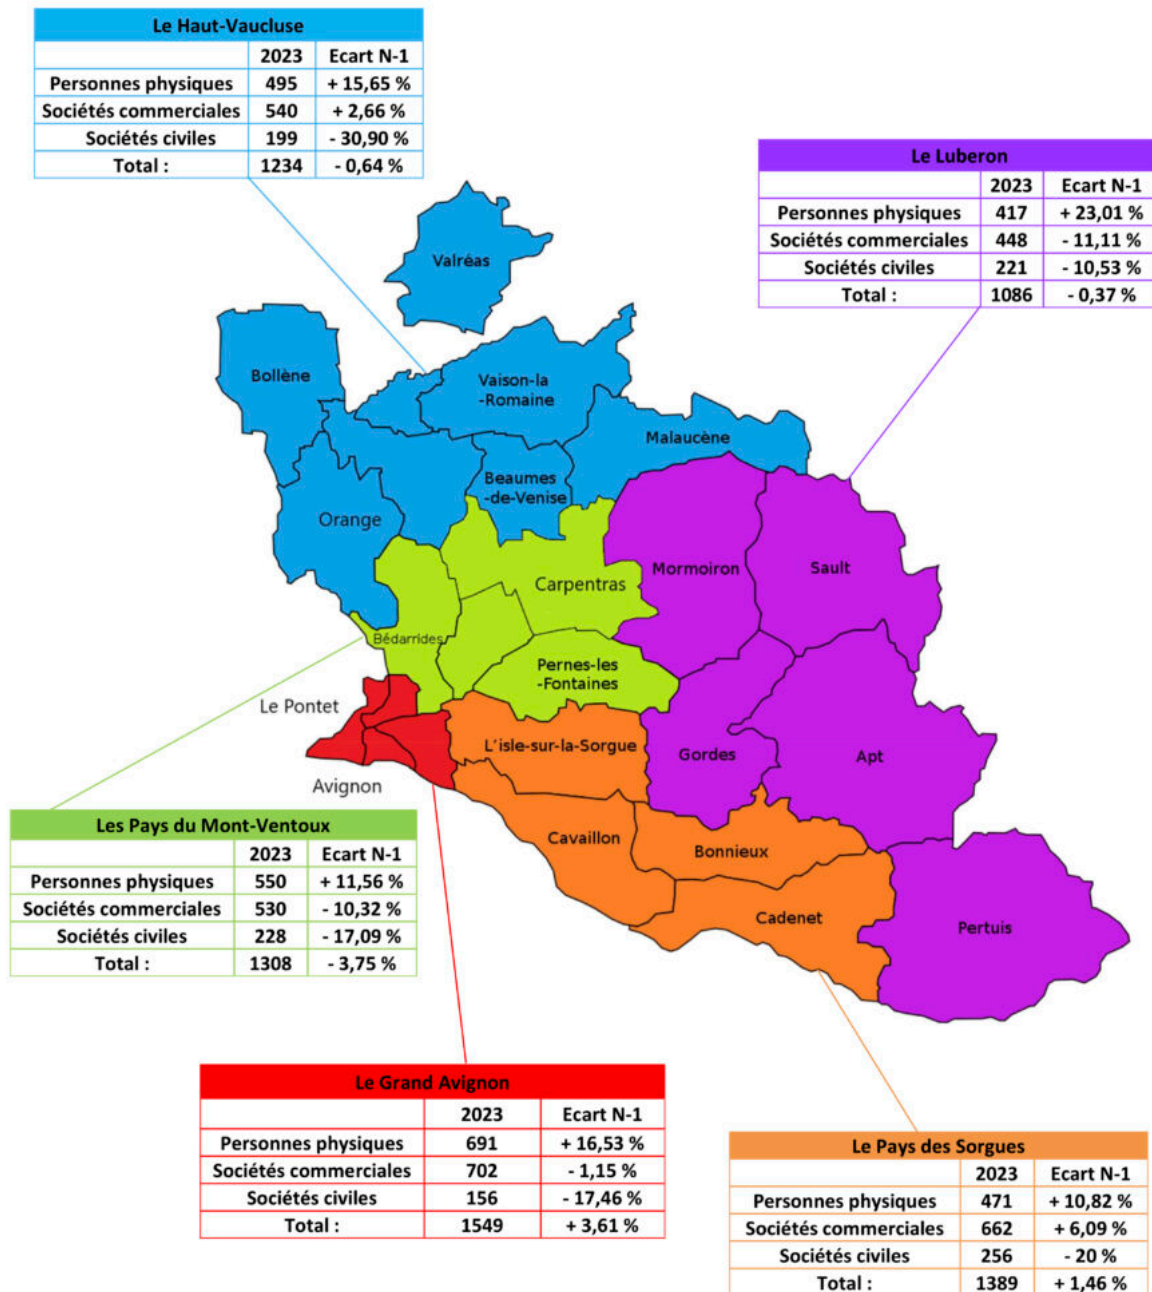 Le Haut-Vaucluse
2023 Ecart N-1
Personnes physiques 495 + 15,65 %
Sociétés commerciales 540 + 2,66 %
Sociétés civiles 199 - 30,90 %
Total : 1234 - 0,64 %
Le Luberon
2023 Ecart N-1
Personnes physiques 417 + 23,01 %
Sociétés commerciales 448 - 11,11 %
Sociétés civiles 221 - 10,53 %
Total : 1086 - 0,37 %
Valréas
Bollène
Vaison-la
-Romaine
Malaucène
Beaumes
-de-Venise
Orange
Mormoiron
Sault
Carpentras
Bédarrides
Pernes-les
-Fontaines
Le Pontet
L'isle-sur-la-Sorgue
Gordes
Apt
Avignon
Cavaillon
Bonnieux
Cadenet
Pertuis
Les Pays du Mont-Ventoux
2023 Ecart N-1
Personnes physiques 550 + 11,56 %
Sociétés commerciales 530 - 10,32 %
Sociétés civiles 228 - 17,09 %
Total : 1308 - 3,75 %
Le Grand Avignon
2023 Ecart N-1
Personnes physiques 691 + 16,53 %
Sociétés commerciales 702 - 1,15 %
Sociétés civiles 156 - 17,46 %
Total : 1549 + 3,61 %
Le Pays des Sorgues
2023 Ecart N-1
Personnes physiques 471 + 10,82 %
Sociétés commerciales 662 + 6,09 %
Sociétés civiles 256 - 20 %
Total : 1389 + 1,46 %